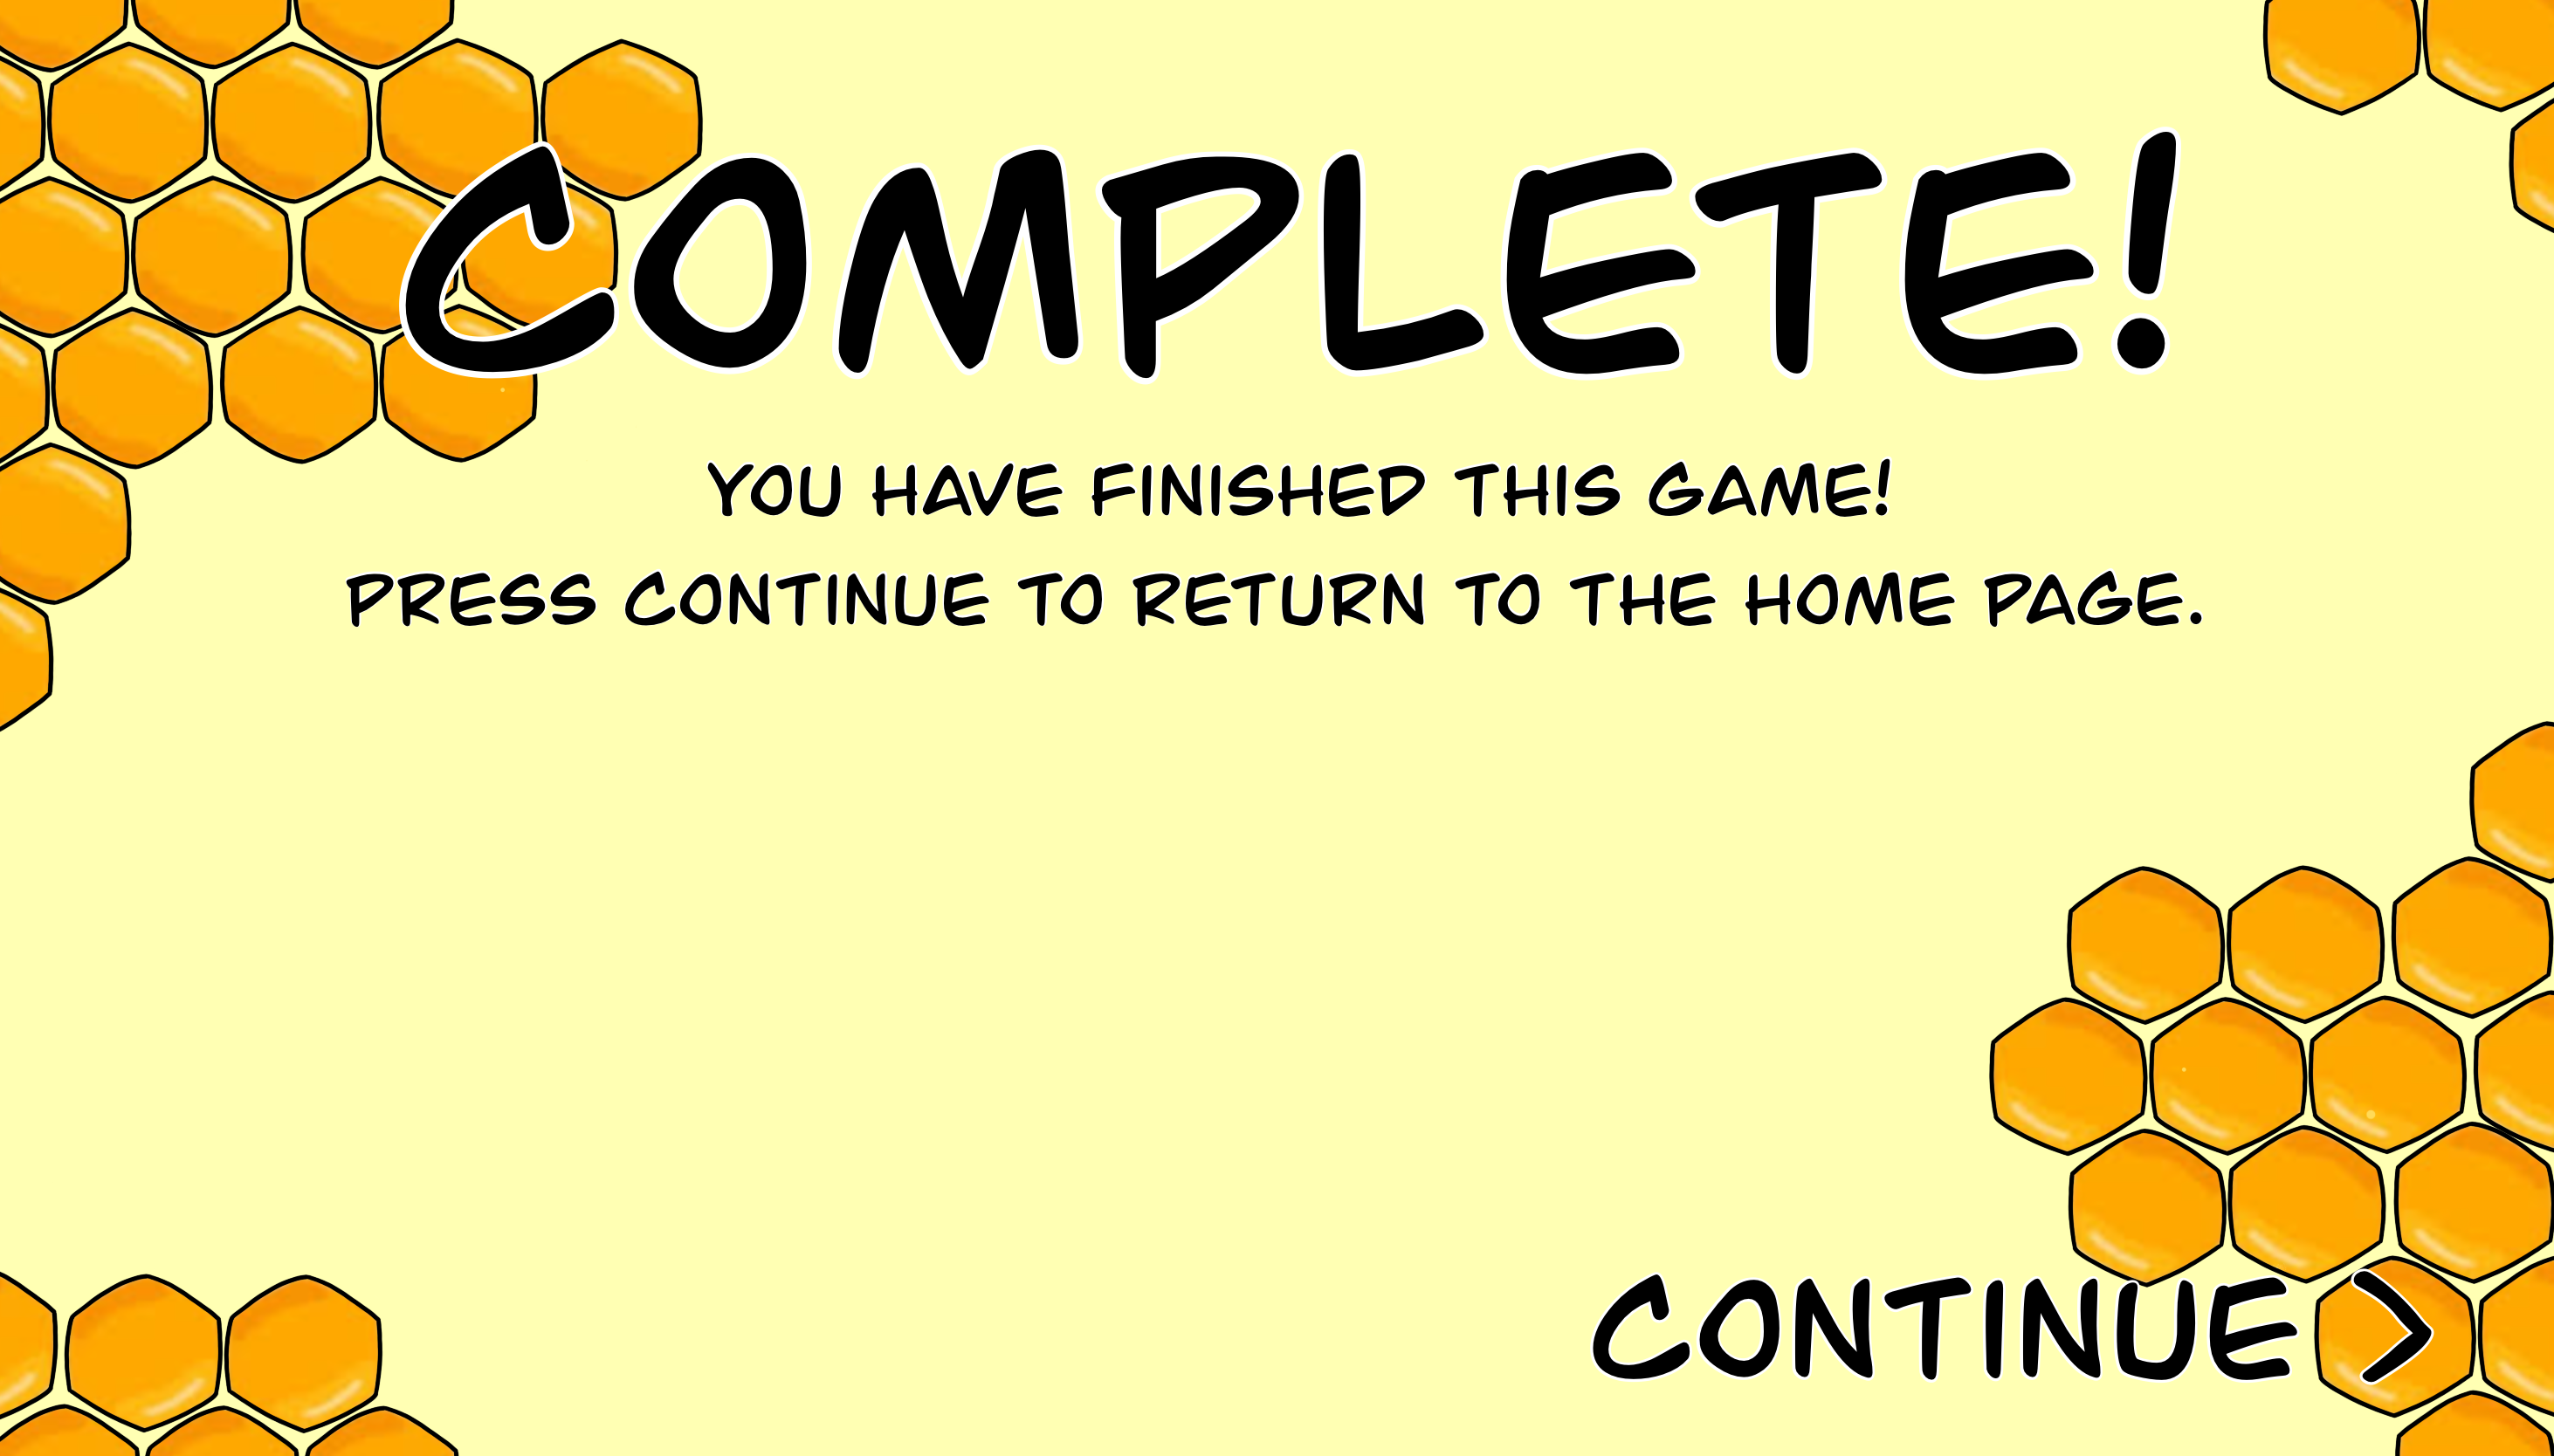 COMPLETE!
YOU HAVE FINISHED THIS GAME!
PRESS CONTINUE TO RETURN TO THE HOME PAGE.
CONTINUE >